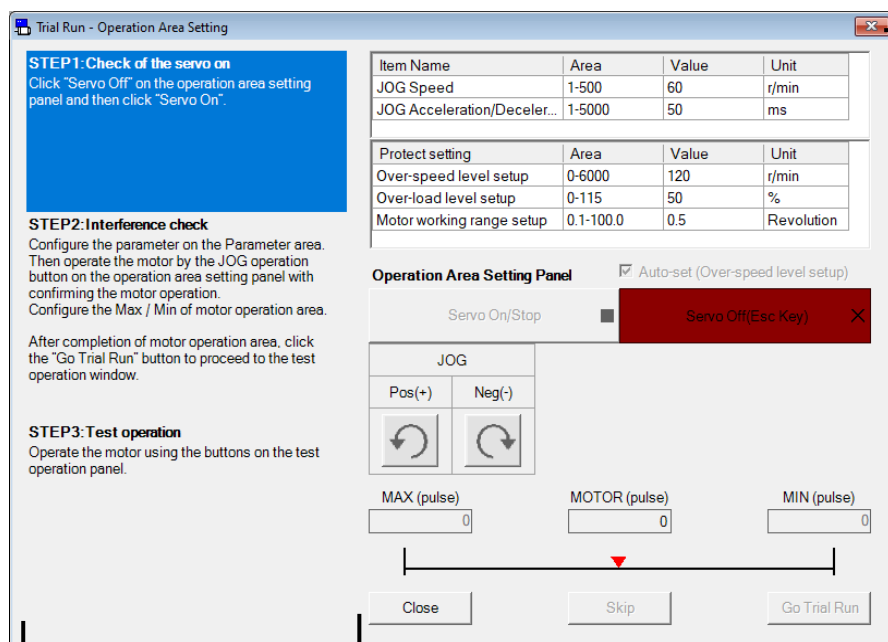 Trial Run - Operation Area Setting
STEP1:Check of the servo on
Click "Servo Off" on the operation area setting
panel and then click "Servo On".
STEP2:Interference check
Configure the parameter on the Parameter area.
Then operate the motor by the JOG operation
button on the operation area setting panel with
confirming the motor operation.
Configure the Max / Min of motor operation area.
After completion of motor operation area, click
the "Go Trial Run" button to proceed to the test
operation window.
STEP3:Test operation
Operate the motor using the buttons on the test
operation panel.
Item Name Area Value Unit
JOG Speed 1-500 60 r/min
JOG Acceleration/Deceler... 1-5000 50 ms
Protect setting Area Value Unit
Over-speed level setup 0-6000 120 r/min
Over-load level setup 0-115 50 %
Motor working range setup 0.1-100.0 0.5 Revolution
Operation Area Setting Panel Auto-set (Over-speed level setup)
Servo On/Stop Servo Off(Esc Key)
JOG
Pos(+) Neg(-)
MAX (pulse) MOTOR (pulse) MIN (pulse)
0 0 0
Close Skip Go Trial Run